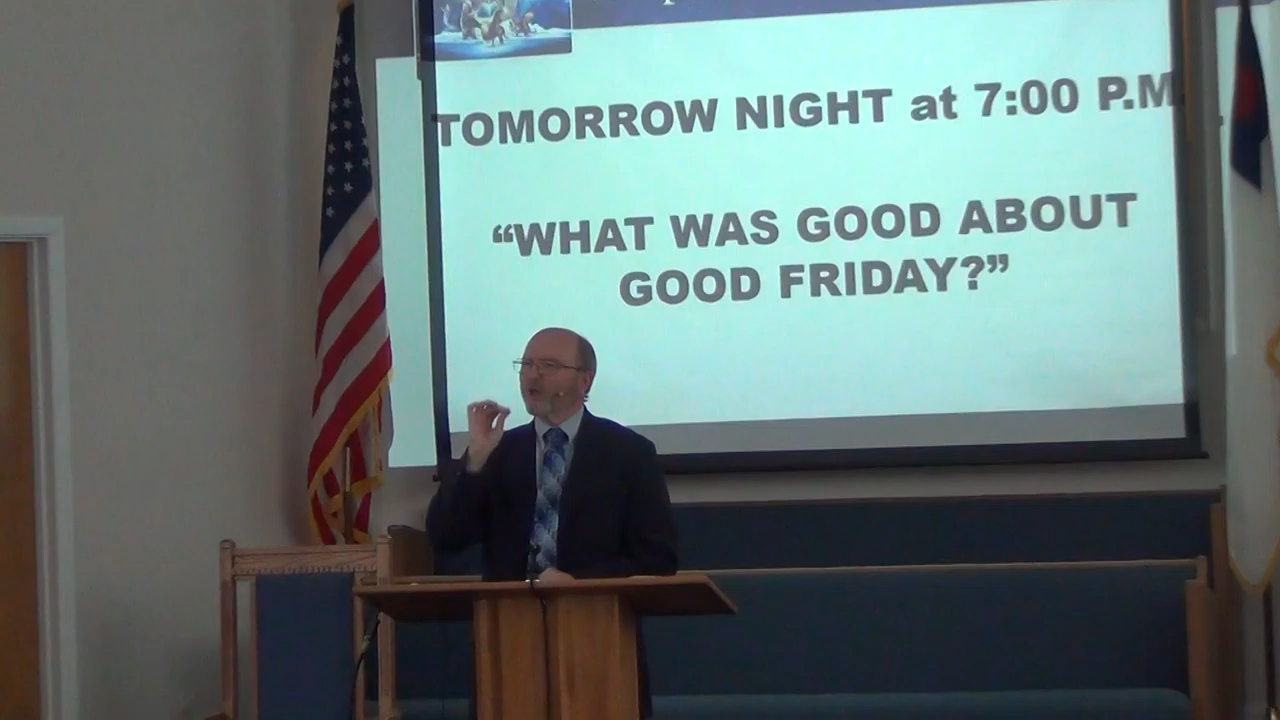 TOMORROW NIGHT at 7:00 P.M
“WHAT WAS GOOD ABOUT
GOOD FRIDAY?”